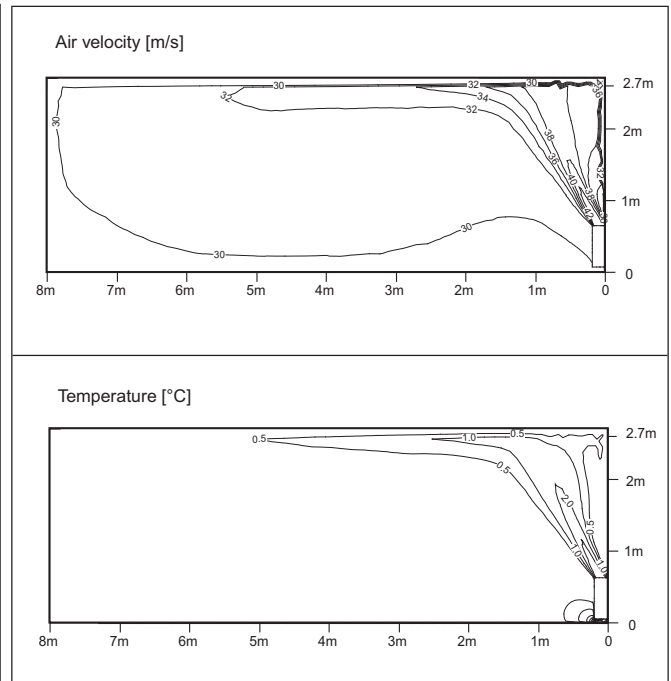 Air velocity [m/s]
30 32 30 2.7m
32 34 36
32 2m
30 38
36
40 32
38
42 1m
30
30
0
8m 7m 6m 5m 4m 3m 2m 1m 0
Temperature [°C]
0.5 1.0 0.5 2.7m
0.5 2m
2.0
0.5
1.0 1.0 1m
0
8m 7m 6m 5m 4m 3m 2m 1m 0